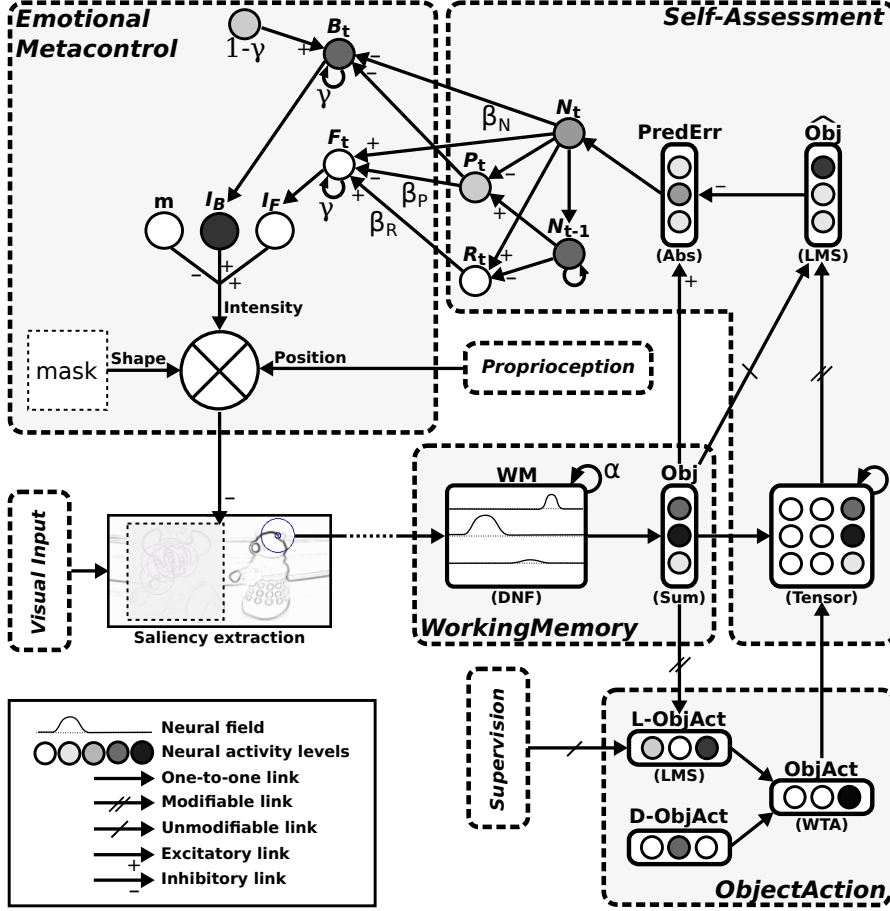 Emotional
Metacontrol
1-γ
+
B_t
–
–
γ
F_t
+
–
+
γ
β_N
β_P
β_R
m
I_B
I_F
–
+
+
Intensity
mask
Shape
Position
Self-Assessment
N_t
P_t
–
+
N_t-1
R_t
+
–
PredErr
(Abs)
–
+
Obj
(LMS)
Proprioception
Visual Input
–
Saliency extraction
WM
α
(DNF)
Obj
(Sum)
WorkingMemory
(Tensor)
Supervision
L-ObjAct
(LMS)
D-ObjAct
ObjAct
(WTA)
ObjectAction
Neural field
Neural activity levels
One-to-one link
Modifiable link
Unmodifiable link
Excitatory link
+
Inhibitory link
–